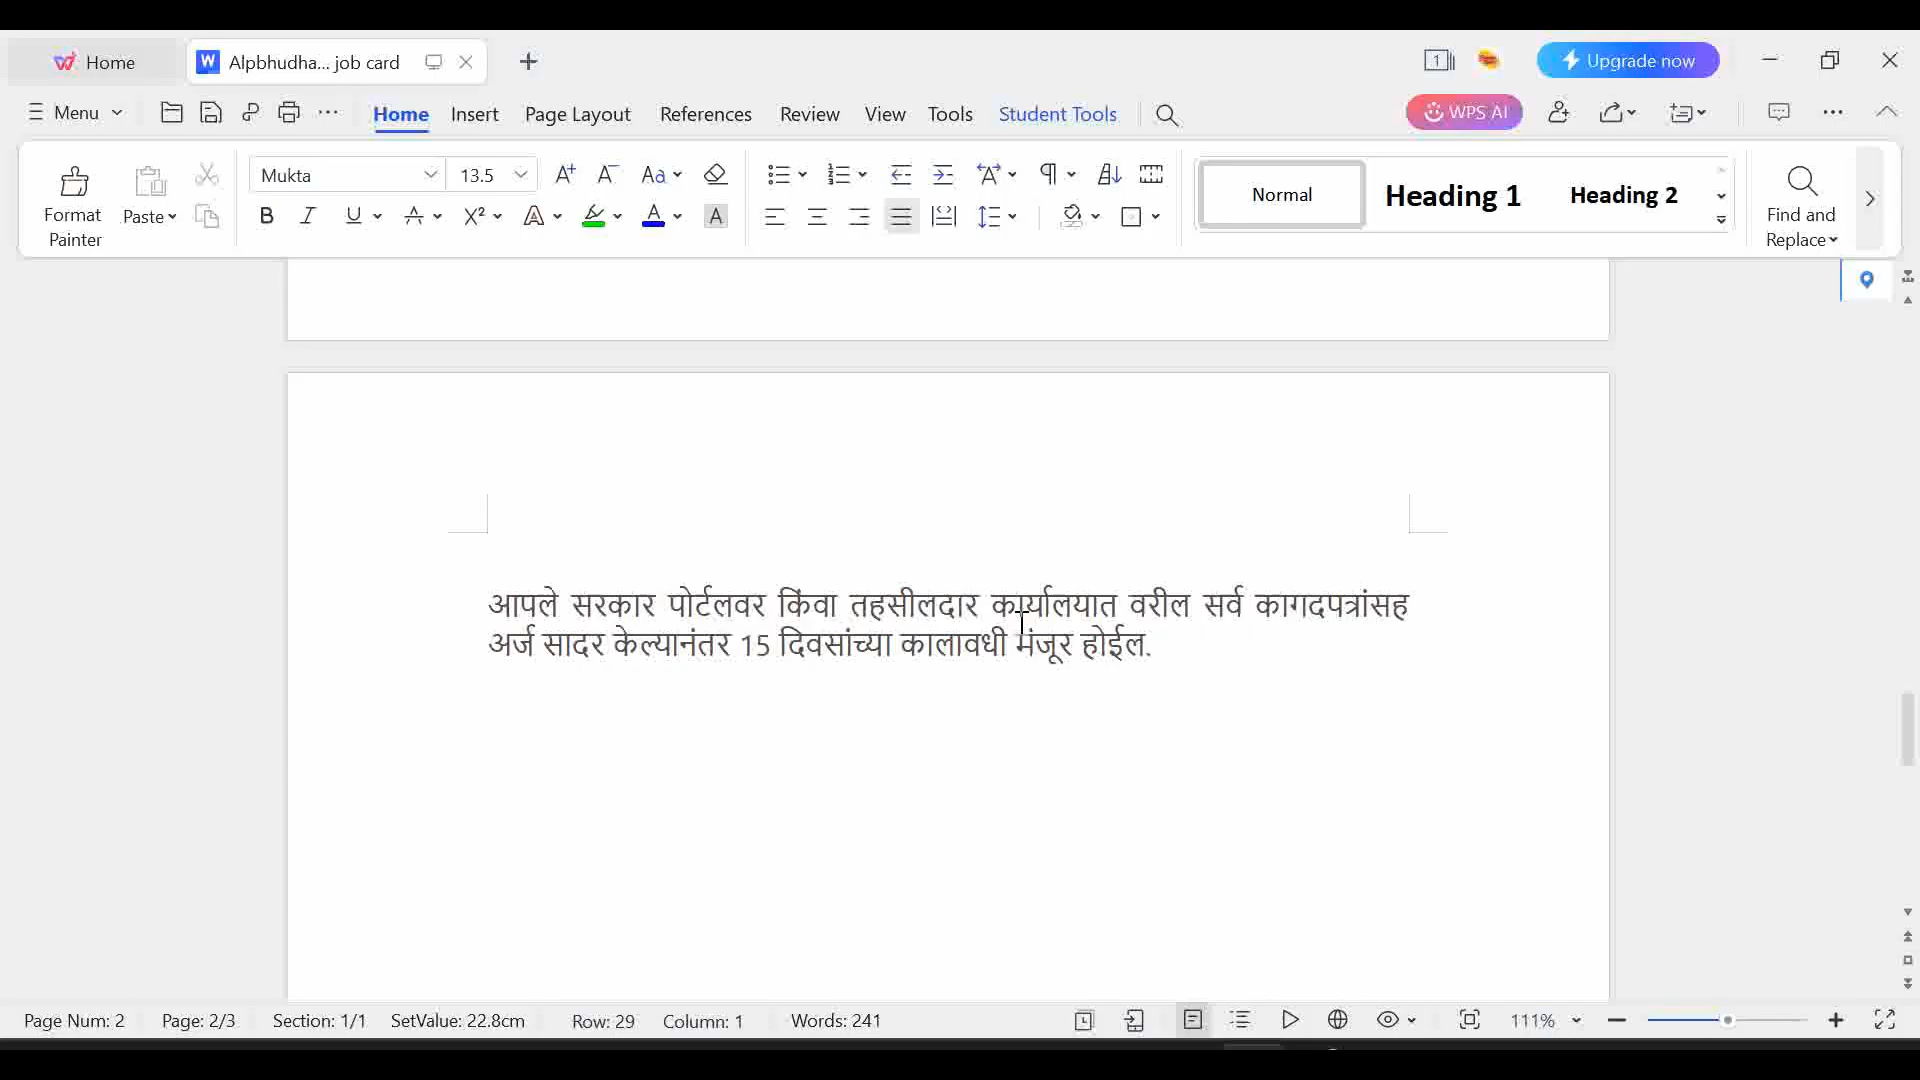 Home
Alpbhudha... job card
1
Upgrade now
Menu
Home Insert Page Layout References Review View Tools Student Tools
WPS AI
Format Painter
Paste
Mukta
13.5
Normal
Heading 1
Heading 2
Find and Replace
आपले सरकार पोर्टलवर किंवा तहसीलदार कार्यालयात वरील सर्व कागदपत्रांसह
अर्ज सादर केल्यानंतर 15 दिवसांच्या कालावधी मंजूर होईल.
Page Num: 2 Page: 2/3 Section: 1/1 SetValue: 22.8cm Row: 29 Column: 1 Words: 241 111%